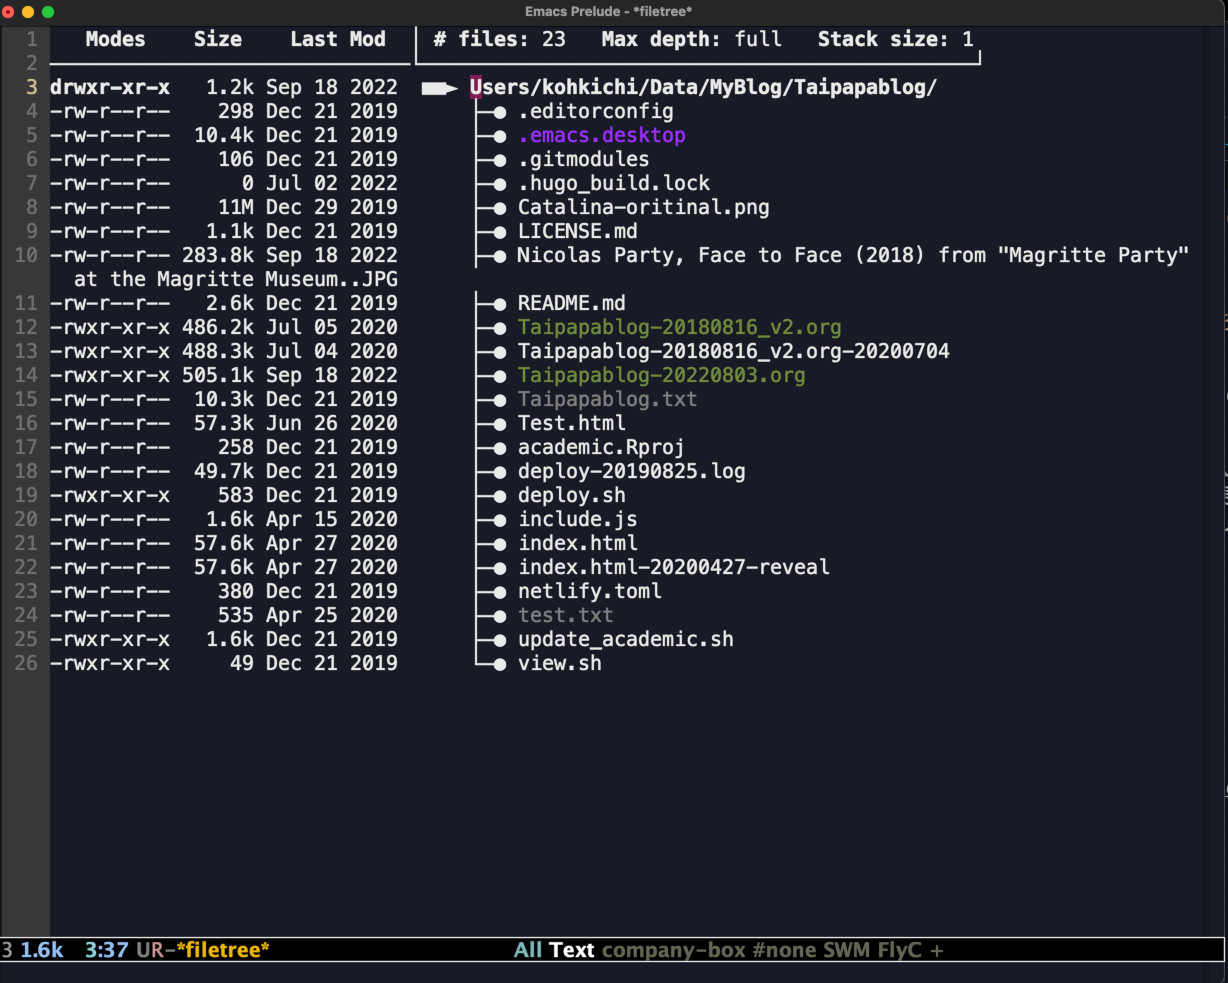 Emacs Prelude – *filetree*
1 Modes Size Last Mod # files: 23 Max depth: full Stack size: 1
2
3 drwxr-xr-x 1.2k Sep 18 2022 Users/kohkichi/Data/MyBlog/Taipapablog/
4 -rw-r--r-- 298 Dec 21 2019 .editorconfig
5 -rw-r--r-- 10.4k Dec 21 2019 .emacs.desktop
6 -rw-r--r-- 106 Dec 21 2019 .gitmodules
7 -rw-r--r-- 0 Jul 02 2022 .hugo_build.lock
8 -rw-r--r-- 11M Dec 29 2019 Catalina-oritinal.png
9 -rw-r--r-- 1.1k Dec 21 2019 LICENSE.md
10 -rw-r--r-- 283.8k Sep 18 2022 Nicolas Party, Face to Face (2018) from "Magritte Party"
at the Magritte Museum..JPG
11 -rw-r--r-- 2.6k Dec 21 2019 README.md
12 -rwxr-xr-x 486.2k Jul 05 2020 Taipapablog-20180816_v2.org
13 -rwxr-xr-x 488.3k Jul 04 2020 Taipapablog-20180816_v2.org-20200704
14 -rwxr-xr-x 505.1k Sep 18 2022 Taipapablog-20220803.org
15 -rw-r--r-- 10.3k Dec 21 2019 Taipapablog.txt
16 -rw-r--r-- 57.3k Jun 26 2020 Test.html
17 -rw-r--r-- 258 Dec 21 2019 academic.Rproj
18 -rw-r--r-- 49.7k Dec 21 2019 deploy-20190825.log
19 -rwxr-xr-x 583 Dec 21 2019 deploy.sh
20 -rw-r--r-- 1.6k Apr 15 2020 include.js
21 -rw-r--r-- 57.6k Apr 27 2020 index.html
22 -rw-r--r-- 57.6k Apr 27 2020 index.html-20200427-reveal
23 -rw-r--r-- 380 Dec 21 2019 netlify.toml
24 -rw-r--r-- 535 Apr 25 2020 test.txt
25 -rwxr-xr-x 1.6k Dec 21 2019 update_academic.sh
26 -rwxr-xr-x 49 Dec 21 2019 view.sh
3 1.6k 3:37 UR-*filetree* All Text company-box #none SWM FlyC +